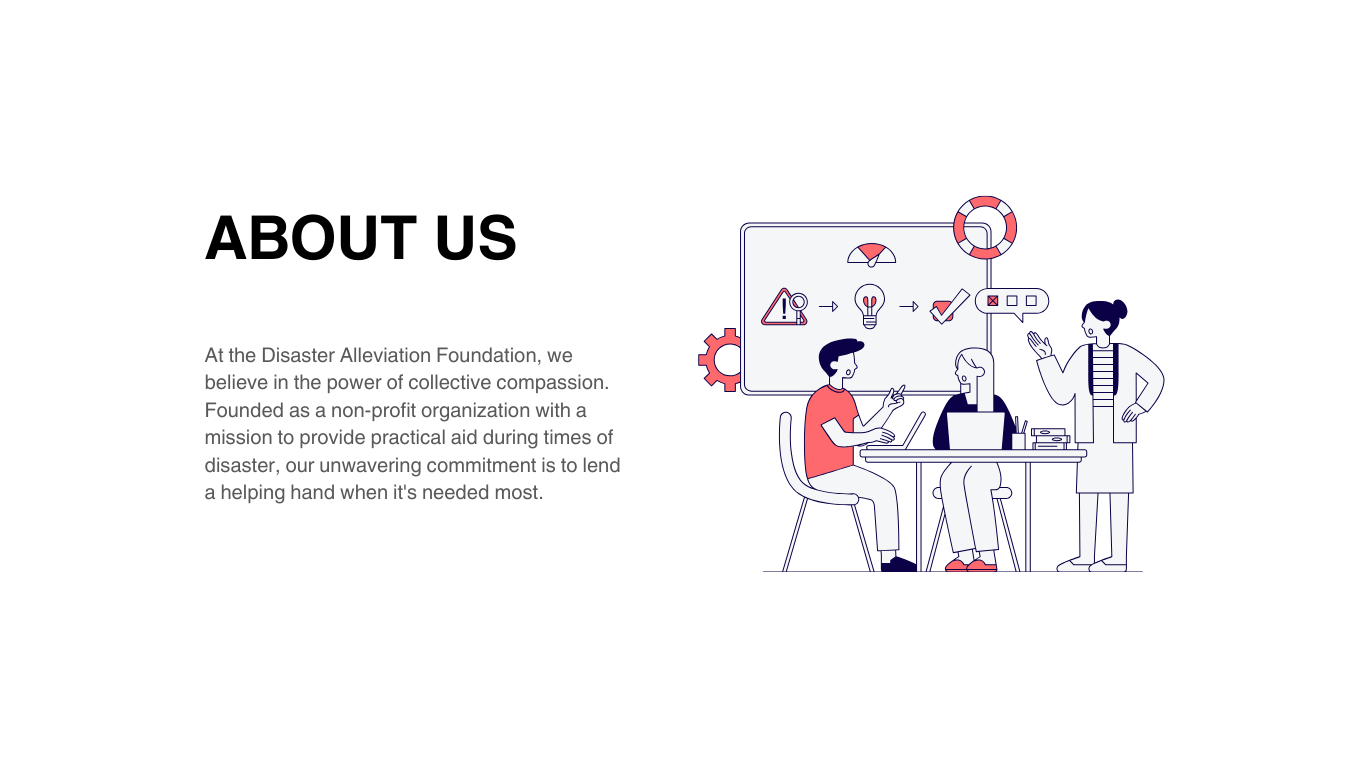 ABOUT US
At the Disaster Alleviation Foundation, we
believe in the power of collective compassion.
Founded as a non-profit organization with a
mission to provide practical aid during times of
disaster, our unwavering commitment is to lend
a helping hand when it's needed most.